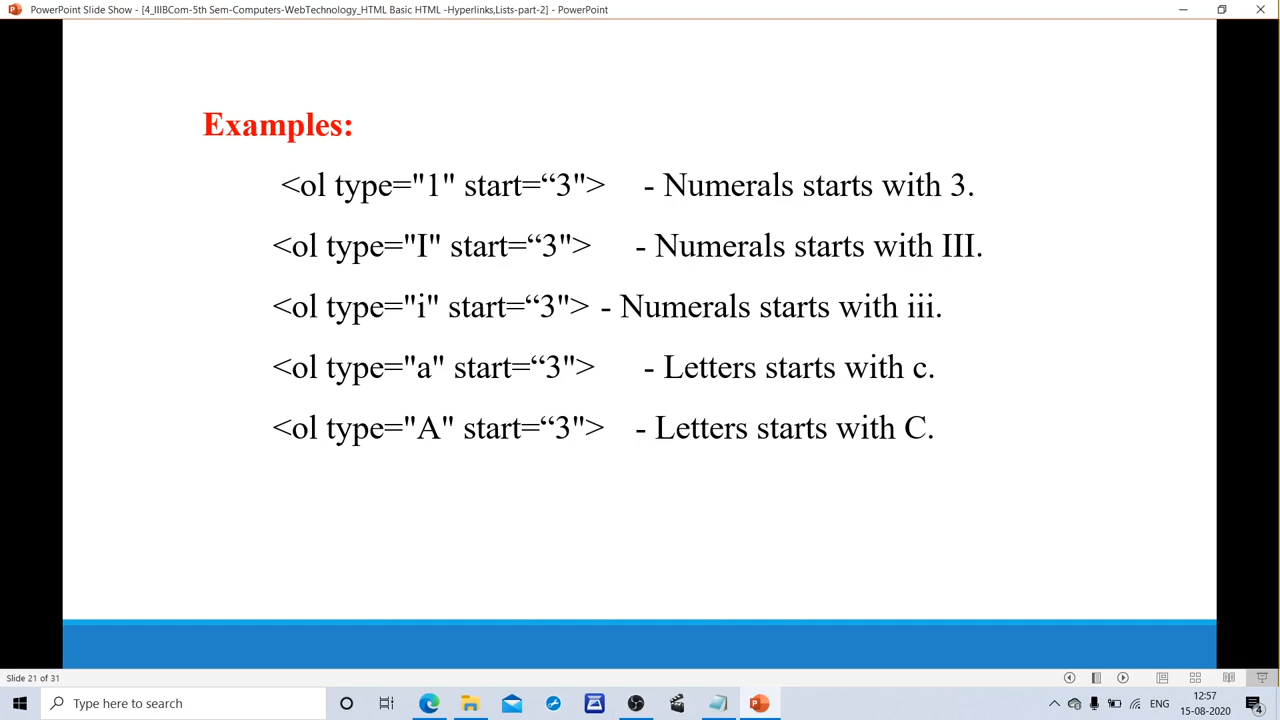 PowerPoint Slide Show - [4_IIIBCom-5th Sem-Computers-WebTechnology_HTML Basic HTML -Hyperlinks,Lists-part-2] - PowerPoint
Examples:
<ol type="1" start=“3"> - Numerals starts with 3.
<ol type="I" start=“3"> - Numerals starts with III.
<ol type="i" start=“3"> - Numerals starts with iii.
<ol type="a" start=“3"> - Letters starts with c.
<ol type="A" start=“3"> - Letters starts with C.
Slide 21 of 31
Type here to search
ENG
12:57
15-08-2020
4